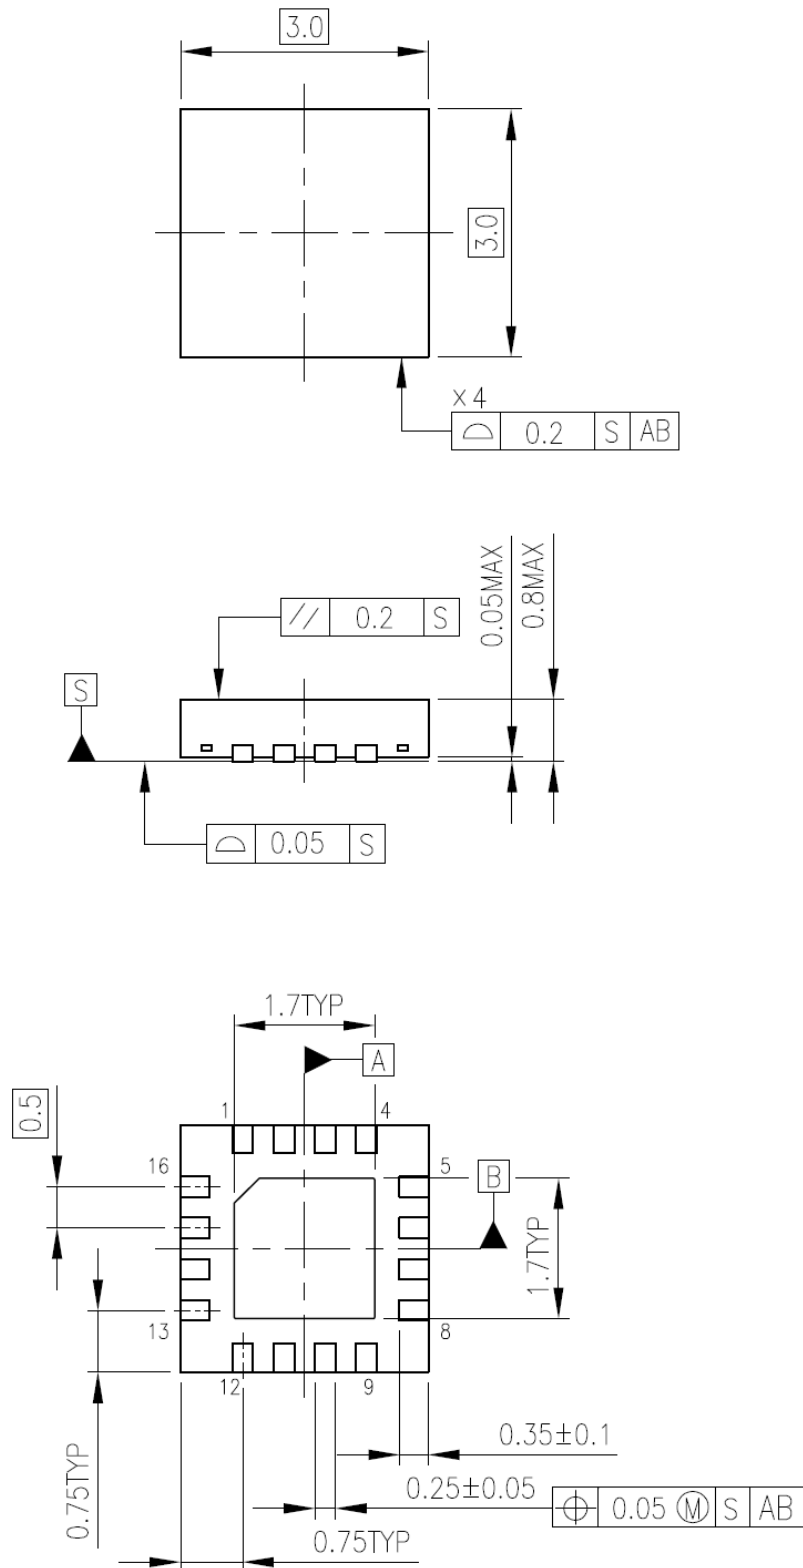 3.0
3.0
x 4
⌓ 0.2 S AB
0.05MAX
0.8MAX
// 0.2 S
S
⌓ 0.05 S
1.7TYP
A
0.5
1 4
16 5
B
1.7TYP
13 8
12 9
0.35±0.1
0.75TYP
0.25±0.05
⌖ 0.05 Ⓜ S AB
0.75TYP